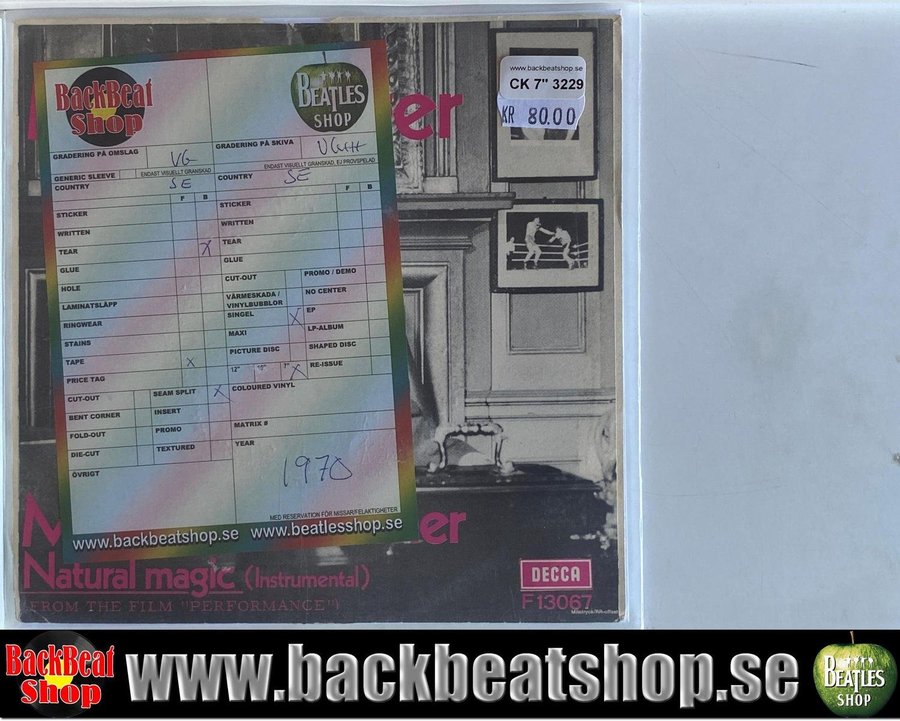 BackBeat
Shop
BEATLES
SHOP
GRADERING PÅ OMSLAG
VG
GRADERING PÅ SKIVA
ENDAST VISUELLT GRANSKAD
ENDAST VISUELLT GRANSKAD, EJ PROVSPELAD
GENERIC SLEEVE
COUNTRY
SE
COUNTRY
SE
F B
F B
STICKER
STICKER
WRITTEN
WRITTEN
TEAR
X
TEAR
GLUE
GLUE
HOLE
CUT-OUT
PROMO / DEMO
LAMINATSLÄPP
VÄRMESKADA /
VINYLBUBBLOR
NO CENTER
RINGWEAR
SINGEL
X
EP
STAINS
MAXI
LP-ALBUM
TAPE
X
PICTURE DISC
SHAPED DISC
PRICE TAG
12"
10"
7"
X
RE-ISSUE
CUT-OUT
SEAM SPLIT
X
COLOURED VINYL
BENT CORNER
INSERT
FOLD-OUT
PROMO
MATRIX #
DIE-CUT
TEXTURED
YEAR
ÖVRIGT
1970
MED RESERVATION FÖR MISSAR/FELAKTIGHETER
www.backbeatshop.se www.beatlesshop.se
www.backbeatshop.se
CK 7" 3229
KR 80.00
er
M
er
Natural magic (Instrumental)
(FROM THE FILM "PERFORMANCE")
DECCA
F13067
BackBeat
Shop
www.backbeatshop.se
BEATLES
SHOP